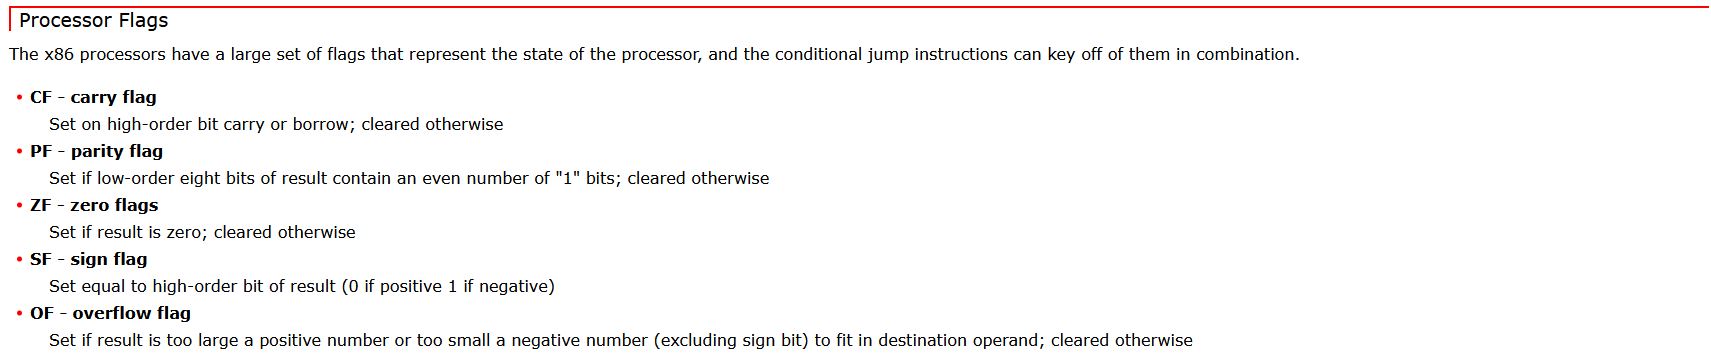 Processor Flags
The x86 processors have a large set of flags that represent the state of the processor, and the conditional jump instructions can key off of them in combination.
• CF - carry flag
Set on high-order bit carry or borrow; cleared otherwise
• PF - parity flag
Set if low-order eight bits of result contain an even number of "1" bits; cleared otherwise
• ZF - zero flags
Set if result is zero; cleared otherwise
• SF - sign flag
Set equal to high-order bit of result (0 if positive 1 if negative)
• OF - overflow flag
Set if result is too large a positive number or too small a negative number (excluding sign bit) to fit in destination operand; cleared otherwise